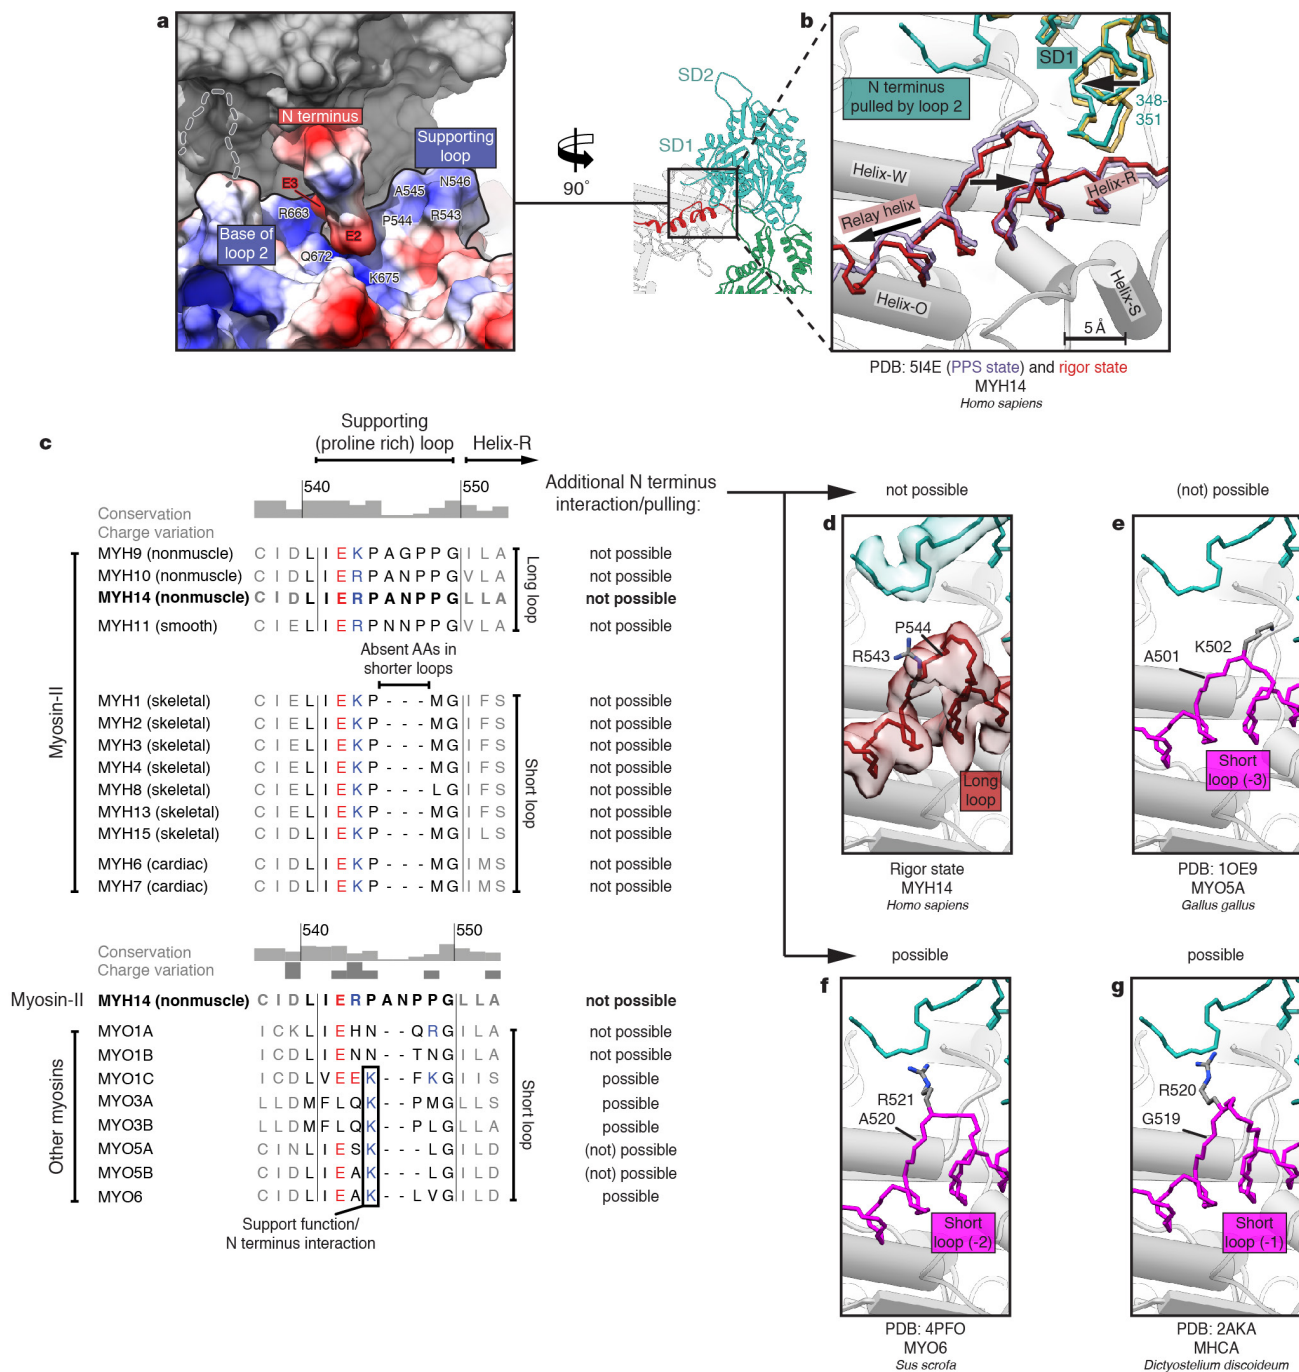 a
N terminus
Supporting
loop
E3
A545
N546
R663
P544
R543
Base of
loop 2
E2
Q672
K675
90°
SD2
SD1
b
SD1
N terminus
pulled by loop 2
348-
351
Helix-W
Helix-R
Relay helix
Helix-O
Helix-S
5 Å
PDB: 5I4E (PPS state) and rigor state
MYH14
Homo sapiens
c
Supporting
(proline rich) loop
Helix-R
540
550
Conservation
Charge variation
Additional N terminus
interaction/pulling:
Myosin-II
MYH9 (nonmuscle) C I D L I E K P A G P P G I L A not possible
MYH10 (nonmuscle) C I D L I E R P A N P P G V L A not possible
MYH14 (nonmuscle) C I D L I E R P A N P P G L L A not possible
MYH11 (smooth) C I E L I E R P N N P P G V L A not possible
Long loop
Absent AAs in
shorter loops
MYH1 (skeletal) C I E L I E K P - - - M G I F S not possible
MYH2 (skeletal) C I E L I E K P - - - M G I F S not possible
MYH3 (skeletal) C I E L I E K P - - - M G I F S not possible
MYH4 (skeletal) C I E L I E K P - - - M G I F S not possible
MYH8 (skeletal) C I E L I E K P - - - L G I F S not possible
MYH13 (skeletal) C I E L I E K P - - - M G I F S not possible
MYH15 (skeletal) C I E L I E K P - - - M G I L S not possible
MYH6 (cardiac) C I D L I E K P - - - M G I M S not possible
MYH7 (cardiac) C I D L I E K P - - - M G I M S not possible
Short loop
540
550
Conservation
Charge variation
Myosin-II
MYH14 (nonmuscle) C I D L I E R P A N P P G L L A not possible
Other myosins
MYO1A I C K L I E H N - - Q R G I L A not possible
MYO1B I C D L I E N N - - T N G I L A not possible
MYO1C I C D L V E E K - - F K G I I S possible
MYO3A L L D M F L Q K - - P M G L L S possible
MYO3B L L D M F L Q K - - P L G L L A possible
MYO5A C I N L I E S K - - - L G I L D (not) possible
MYO5B C I D L I E A K - - - L G I L D (not) possible
MYO6 C I D L I E A K - - L V G I L D possible
Short loop
Support function/
N terminus interaction
not possible
(not) possible
d
P544
R543
Long
loop
Rigor state
MYH14
Homo sapiens
e
K502
A501
Short
loop (-3)
PDB: 1OE9
MYO5A
Gallus gallus
possible
possible
f
R521
A520
Short
loop (-2)
PDB: 4PFO
MYO6
Sus scrofa
g
R520
G519
Short
loop (-1)
PDB: 2AKA
MHCA
Dictyostelium discoideum